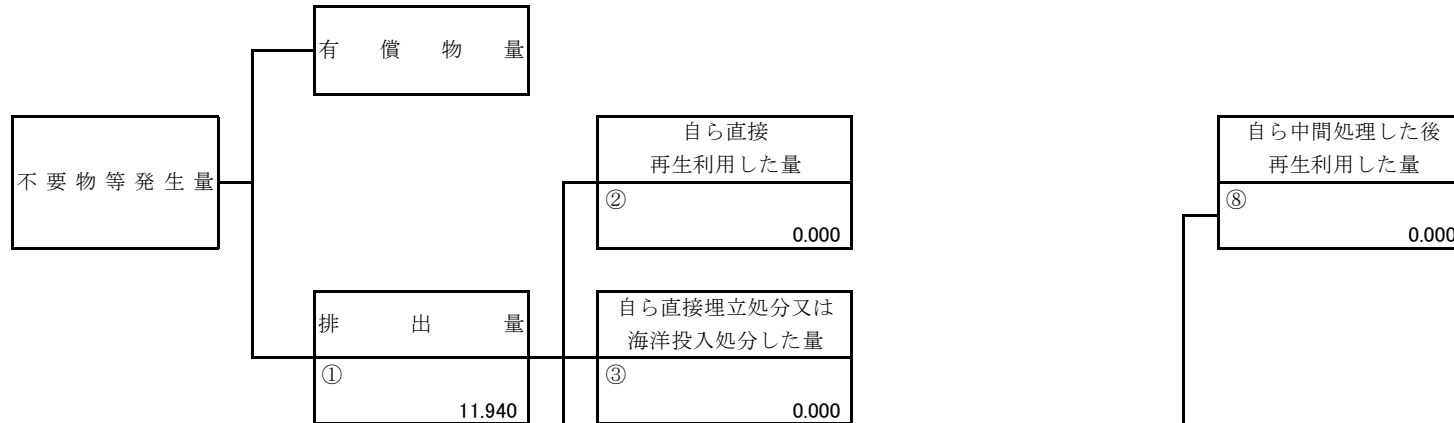 有償物量
不要物等発生量
自ら直接
再生利用した量
②
0.000
自ら中間処理した後
再生利用した量
⑧
0.000
排出量
①
11.940
自ら直接埋立処分又は
海洋投入処分した量
③
0.000